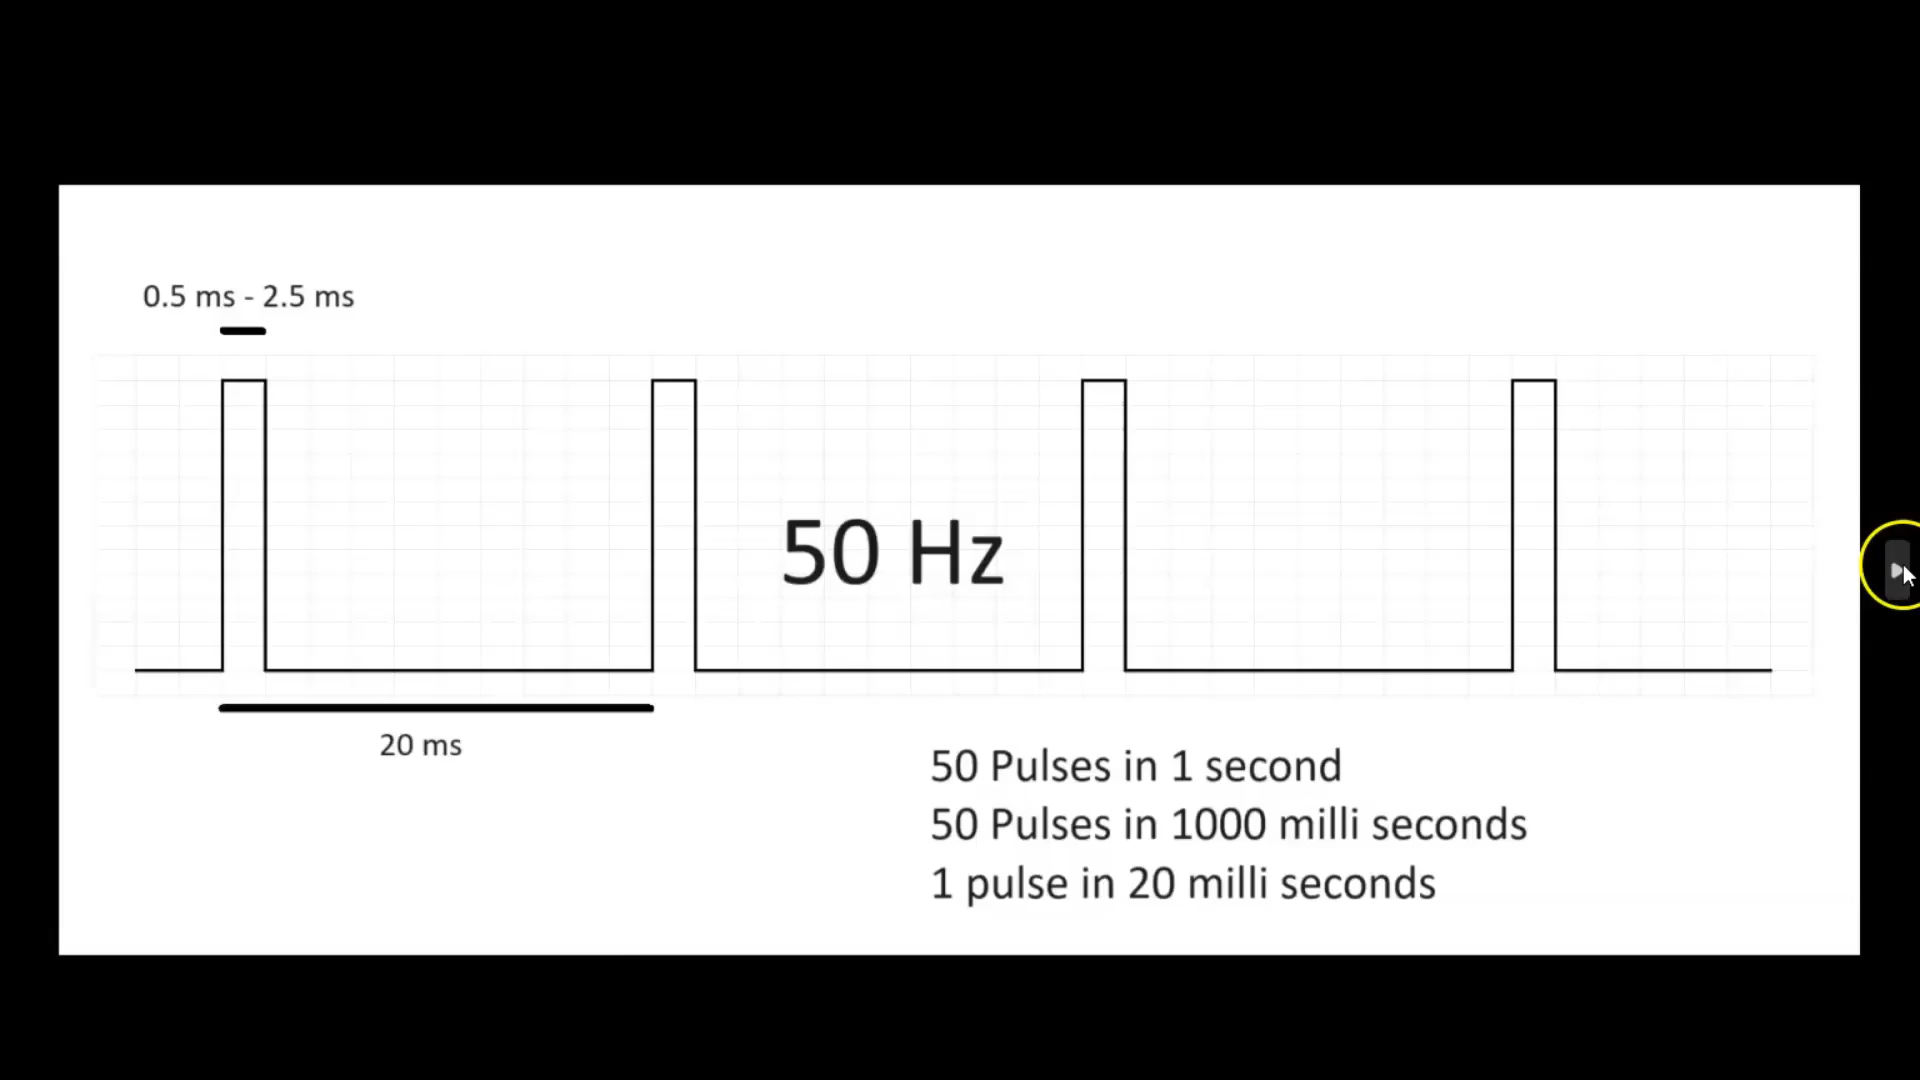 0.5 ms - 2.5 ms
50 Hz
20 ms
50 Pulses in 1 second
50 Pulses in 1000 milli seconds
1 pulse in 20 milli seconds